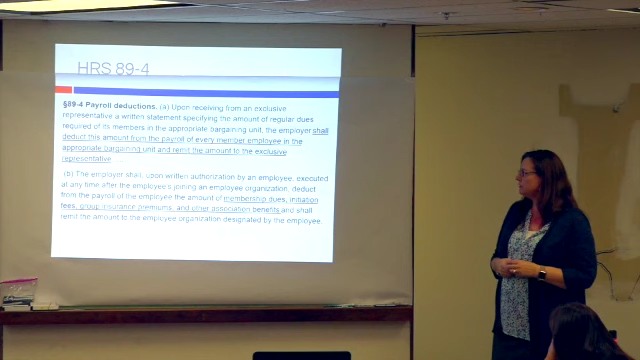 HRS 89-4
§89-4 Payroll deductions. (a) Upon receiving from an exclusive
representative a written statement specifying the amount of regular dues
required of its members in the appropriate bargaining unit, the employer shall
deduct this amount from the payroll of every member employee in the
appropriate bargaining unit and remit the amount to the exclusive
representative.....
(b) The employer shall, upon written authorization by an employee, executed
at any time after the employee's joining an employee organization, deduct
from the payroll of the employee the amount of membership dues, initiation
fees, group insurance premiums, and other association benefits and shall
remit the amount to the employee organization designated by the employee.